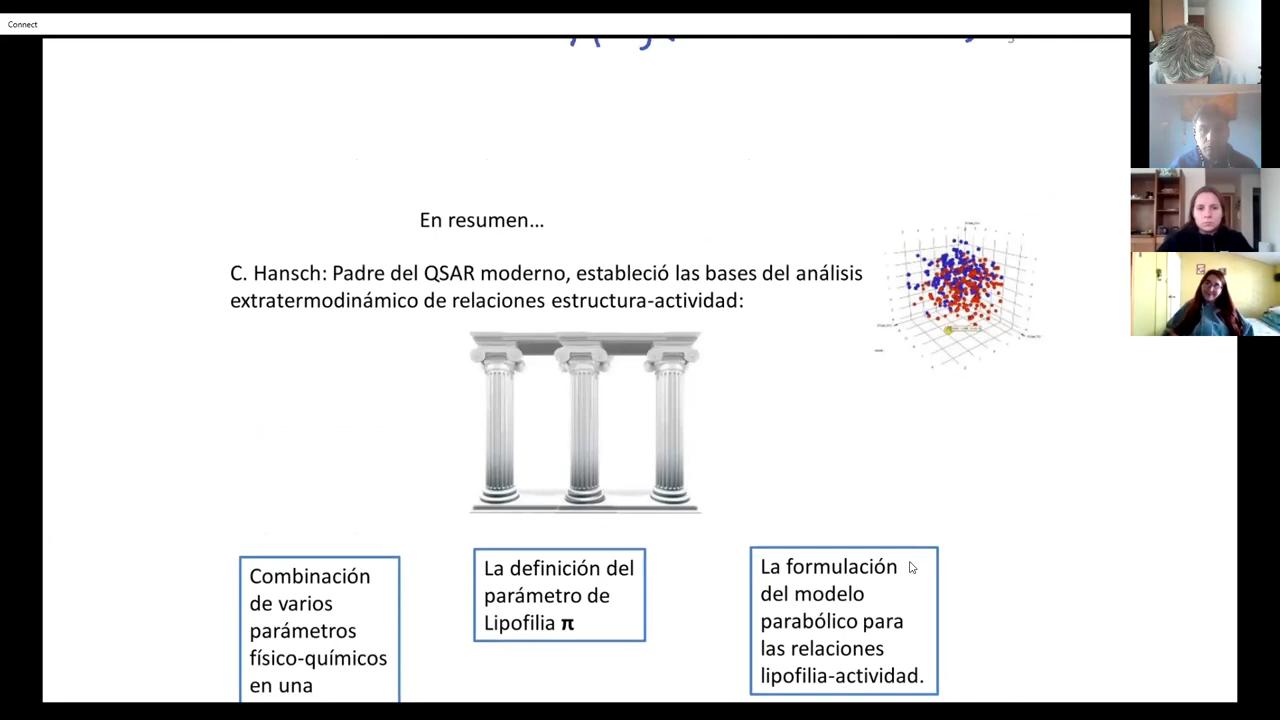 Connect
En resumen...
C. Hansch: Padre del QSAR moderno, estableció las bases del análisis
extratermodinámico de relaciones estructura-actividad:
Combinación
de varios
parámetros
físico-químicos
en una
La definición del
parámetro de
Lipofilia π
La formulación
del modelo
parabólico para
las relaciones
lipofilia-actividad.